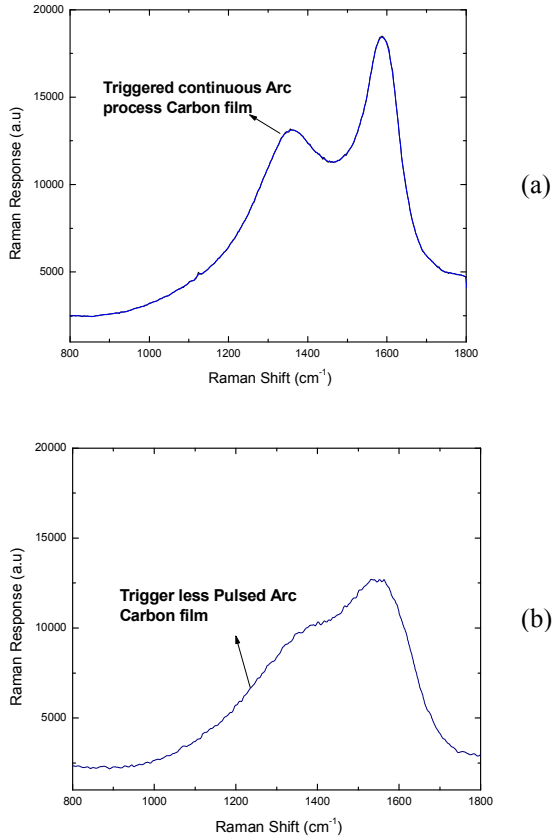 20000
15000
10000
5000
Raman Response (a.u)
Triggered continuous Arc
process Carbon film
800 1000 1200 1400 1600 1800
Raman Shift (cm-1)
(a)
20000
15000
10000
5000
Raman Response (a.u)
Trigger less Pulsed Arc
Carbon film
800 1000 1200 1400 1600 1800
Raman Shift (cm-1)
(b)